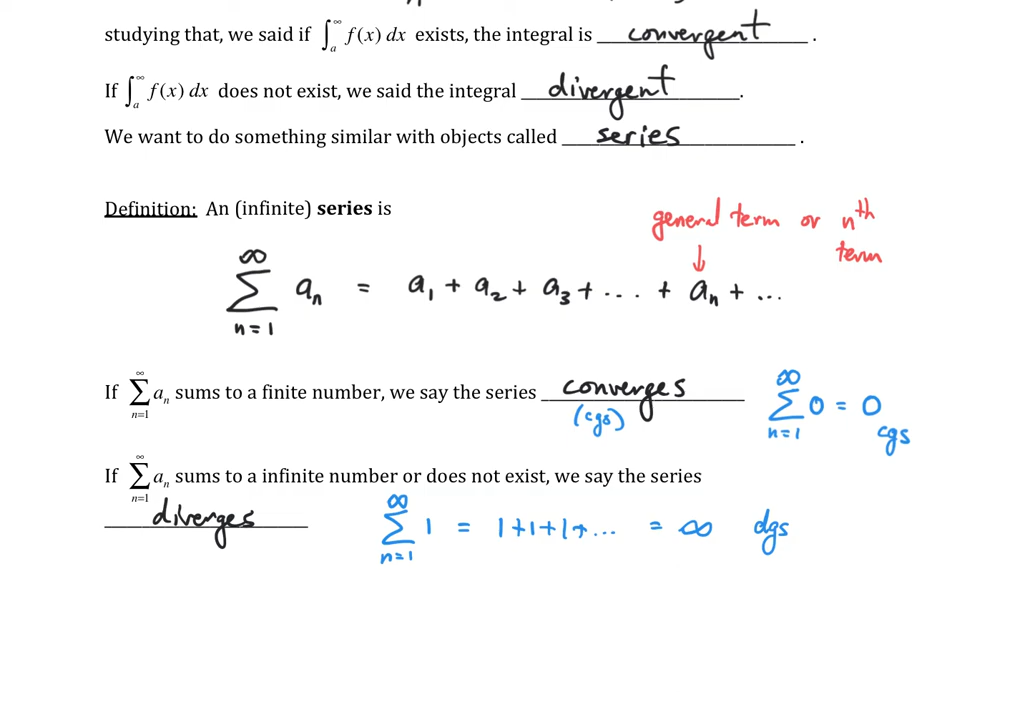 studying that, we said if ∫_a^∞ f(x) dx exists, the integral is convergent.
If ∫_a^∞ f(x) dx does not exist, we said the integral divergent.
We want to do something similar with objects called series.
Definition: An (infinite) series is
general term or nth
term
↓
∑_{n=1}^∞ a_n = a_1 + a_2 + a_3 + ... + a_n + ...
If ∑_{n=1}^∞ a_n sums to a finite number, we say the series converges
(cgs)
∑_{n=1}^∞ 0 = 0
cgs
If ∑_{n=1}^∞ a_n sums to a infinite number or does not exist, we say the series
diverges
∑_{n=1}^∞ 1 = 1+1+1+... = ∞ dgs